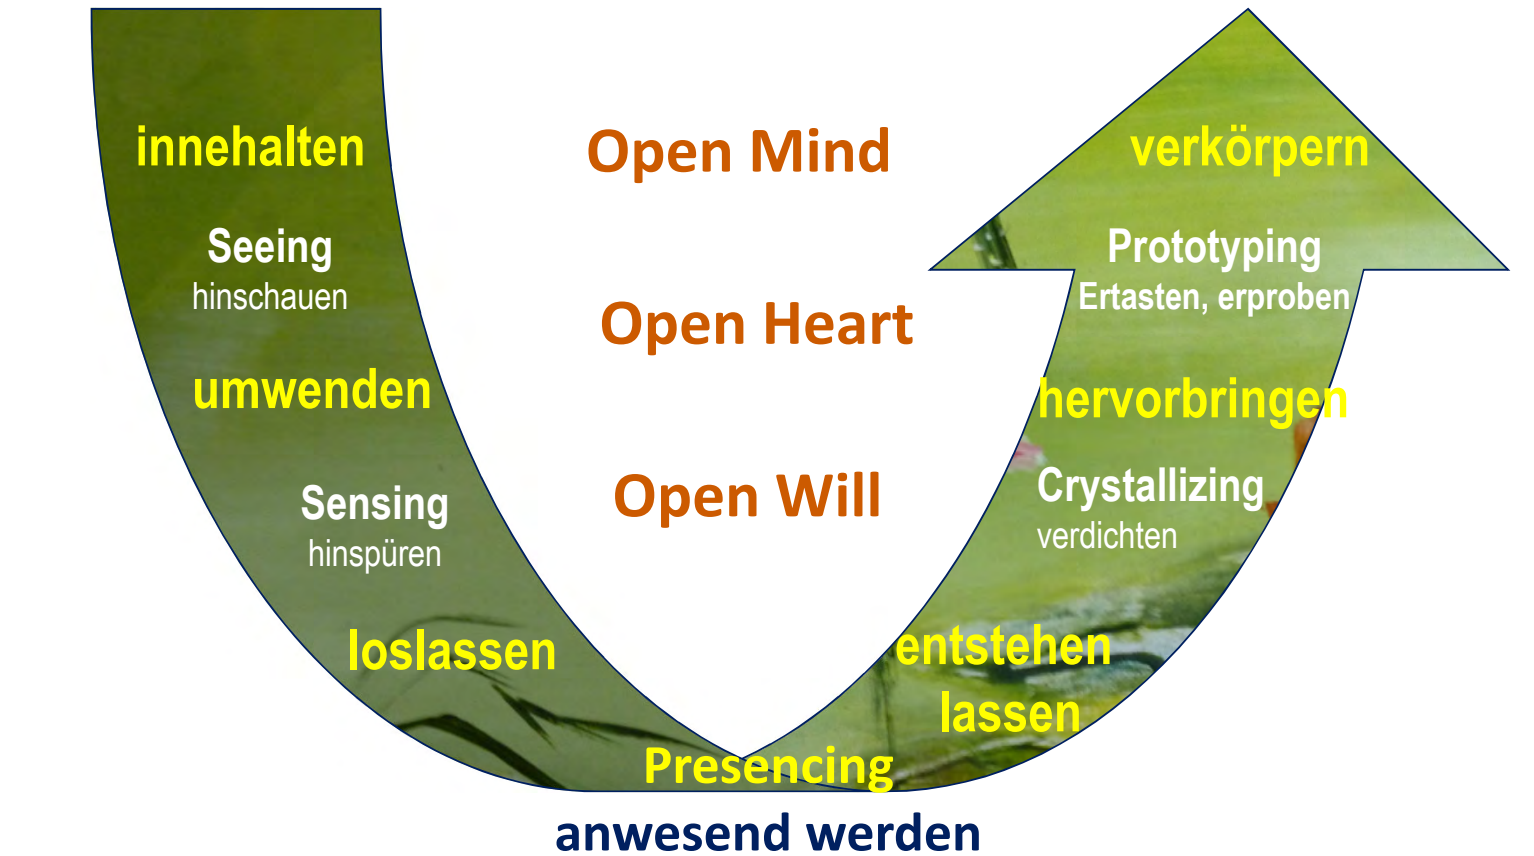 innehalten
Seeing
hinschauen
umwenden
Sensing
hinspüren
loslassen
Open Mind
Open Heart
Open Will
Presencing
anwesend werden
verkörpern
Prototyping
Ertasten, erproben
hervorbringen
Crystallizing
verdichten
entstehen
lassen